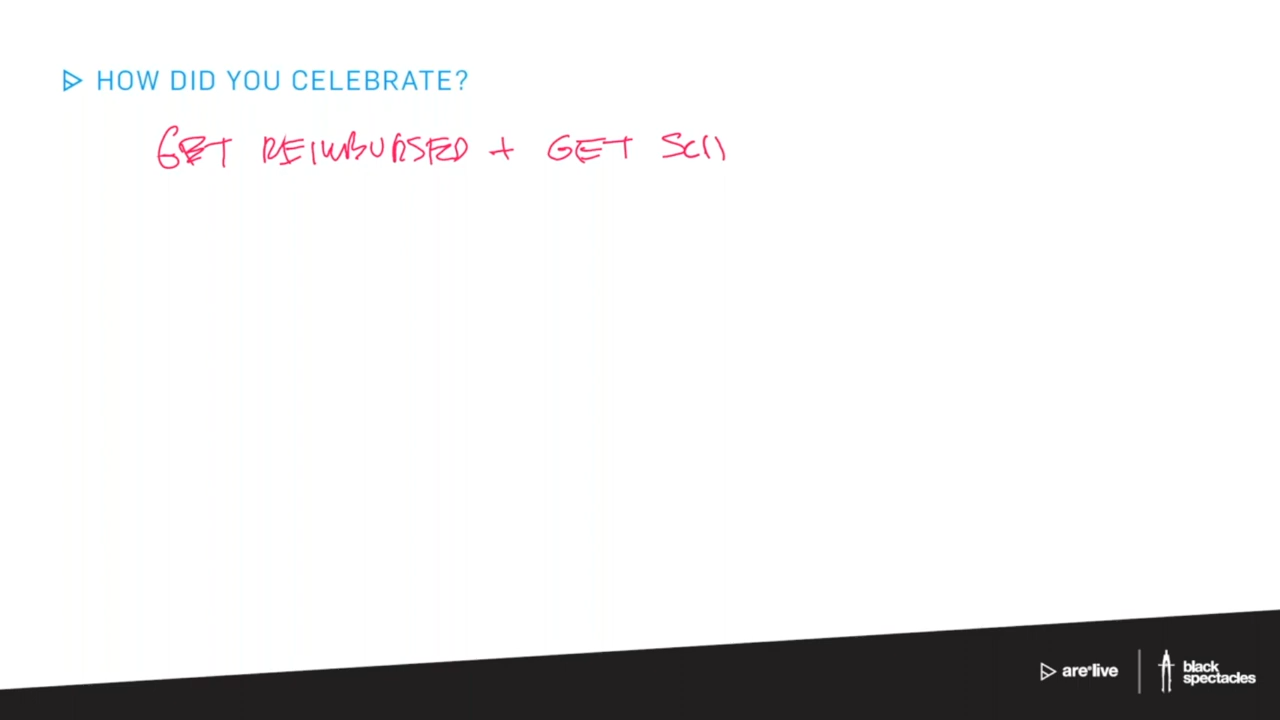 HOW DID YOU CELEBRATE?
GET REIMBURSED + GET
are live
black
spectacles